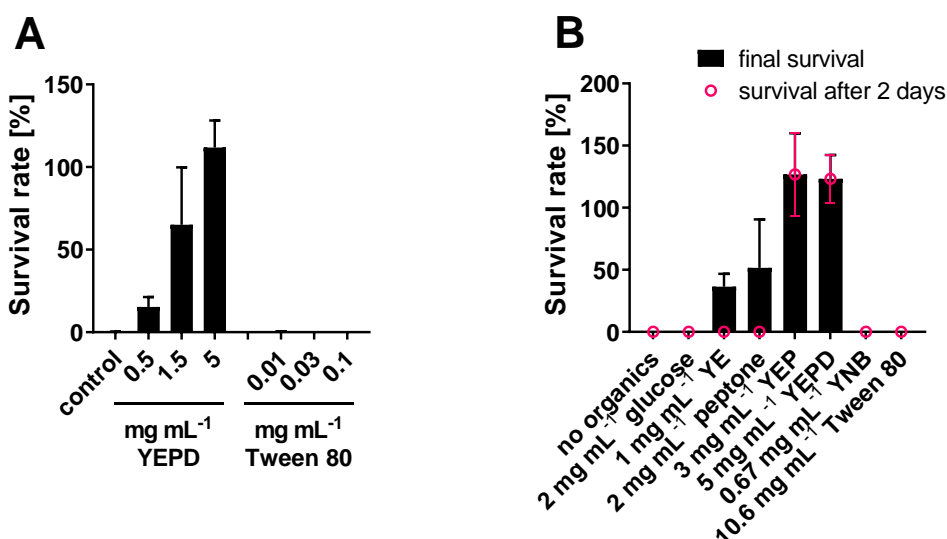 A
Survival rate [%]
150
100
50
0
control
0.5
1.5
5
0.01
0.03
0.1
mg mL⁻¹
YEPD
mg mL⁻¹
Tween 80
B
final survival
survival after 2 days
Survival rate [%]
200
150
100
50
0
no organics
2 mg mL⁻¹ glucose
1 mg mL⁻¹ YE
2 mg mL⁻¹ peptone
3 mg mL⁻¹ YEP
5 mg mL⁻¹ YEPD
0.67 mg mL⁻¹ YNB
10.6 mg mL⁻¹ Tween 80